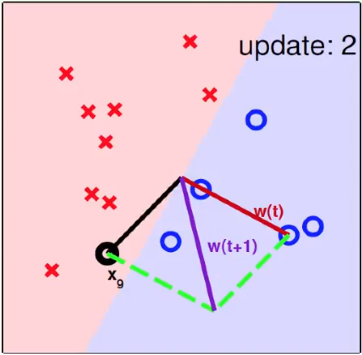 update: 2
w(t)
w(t+1)
x9